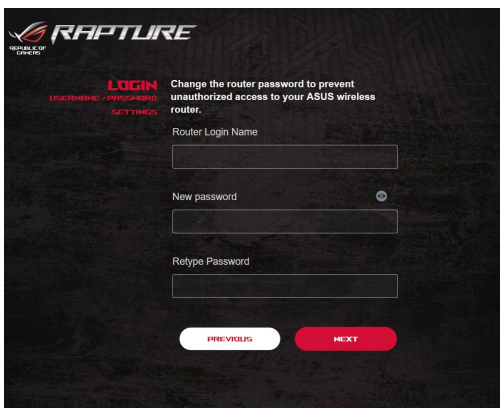 REPUBLIC OF
GAMERS
RAPTURE
LOGIN
USERNAME / PASSWORD
SETTINGS
Change the router password to prevent
unauthorized access to your ASUS wireless
router.
Router Login Name
New password
Retype Password
PREVIOUS
NEXT